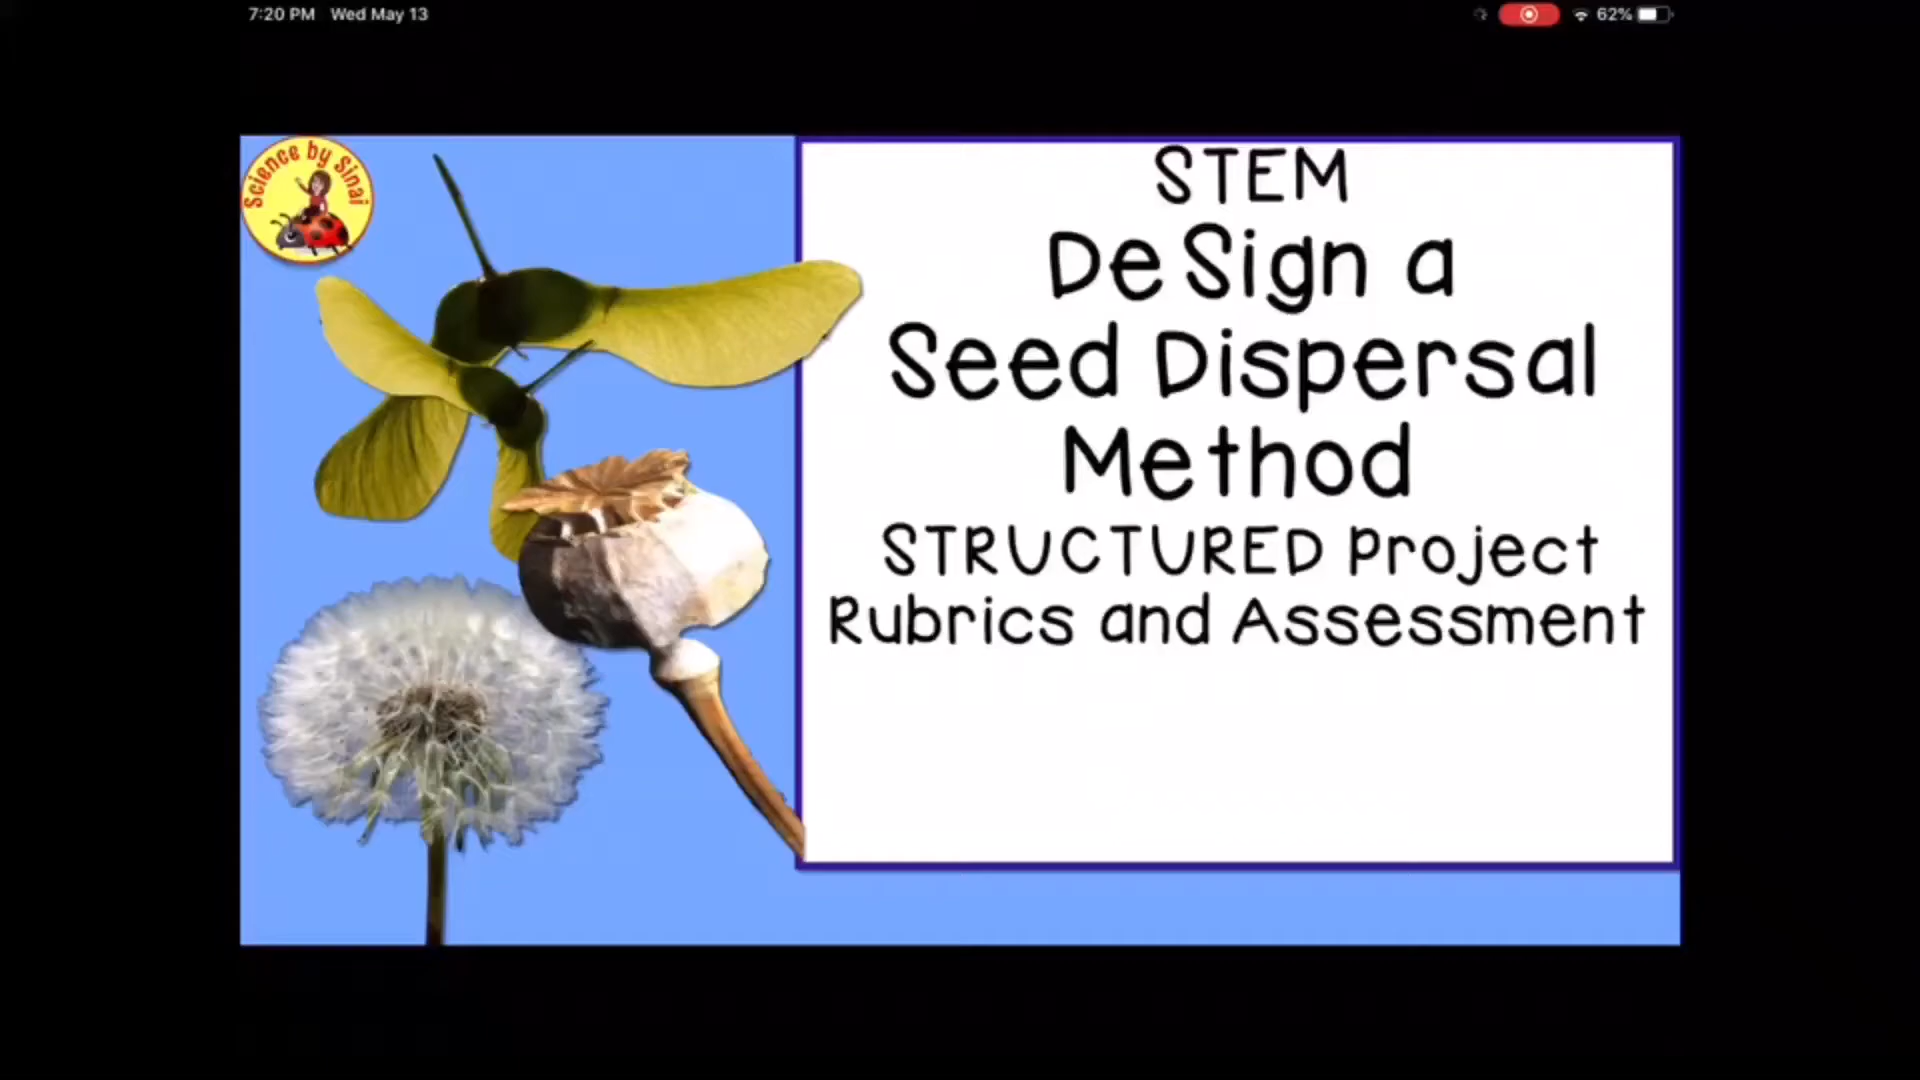 7:20 PM Wed May 13
62%
Science by Sinai
STEM
DeSign a
Seed Dispersal
Method
STRUCTURED Project
Rubrics and Assessment